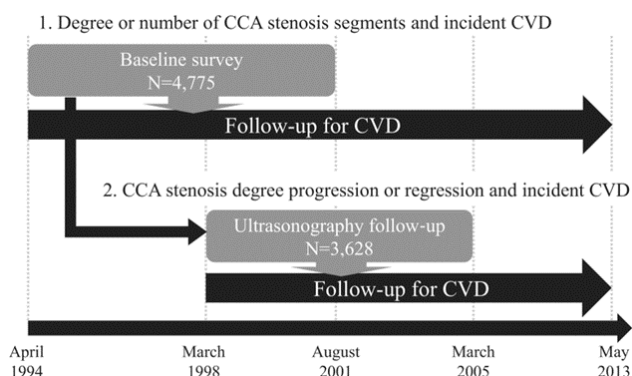 1. Degree or number of CCA stenosis segments and incident CVD
Baseline survey
N=4,775
Follow-up for CVD
2. CCA stenosis degree progression or regression and incident CVD
Ultrasonography follow-up
N=3,628
Follow-up for CVD
April 1994
March 1998
August 2001
March 2005
May 2013